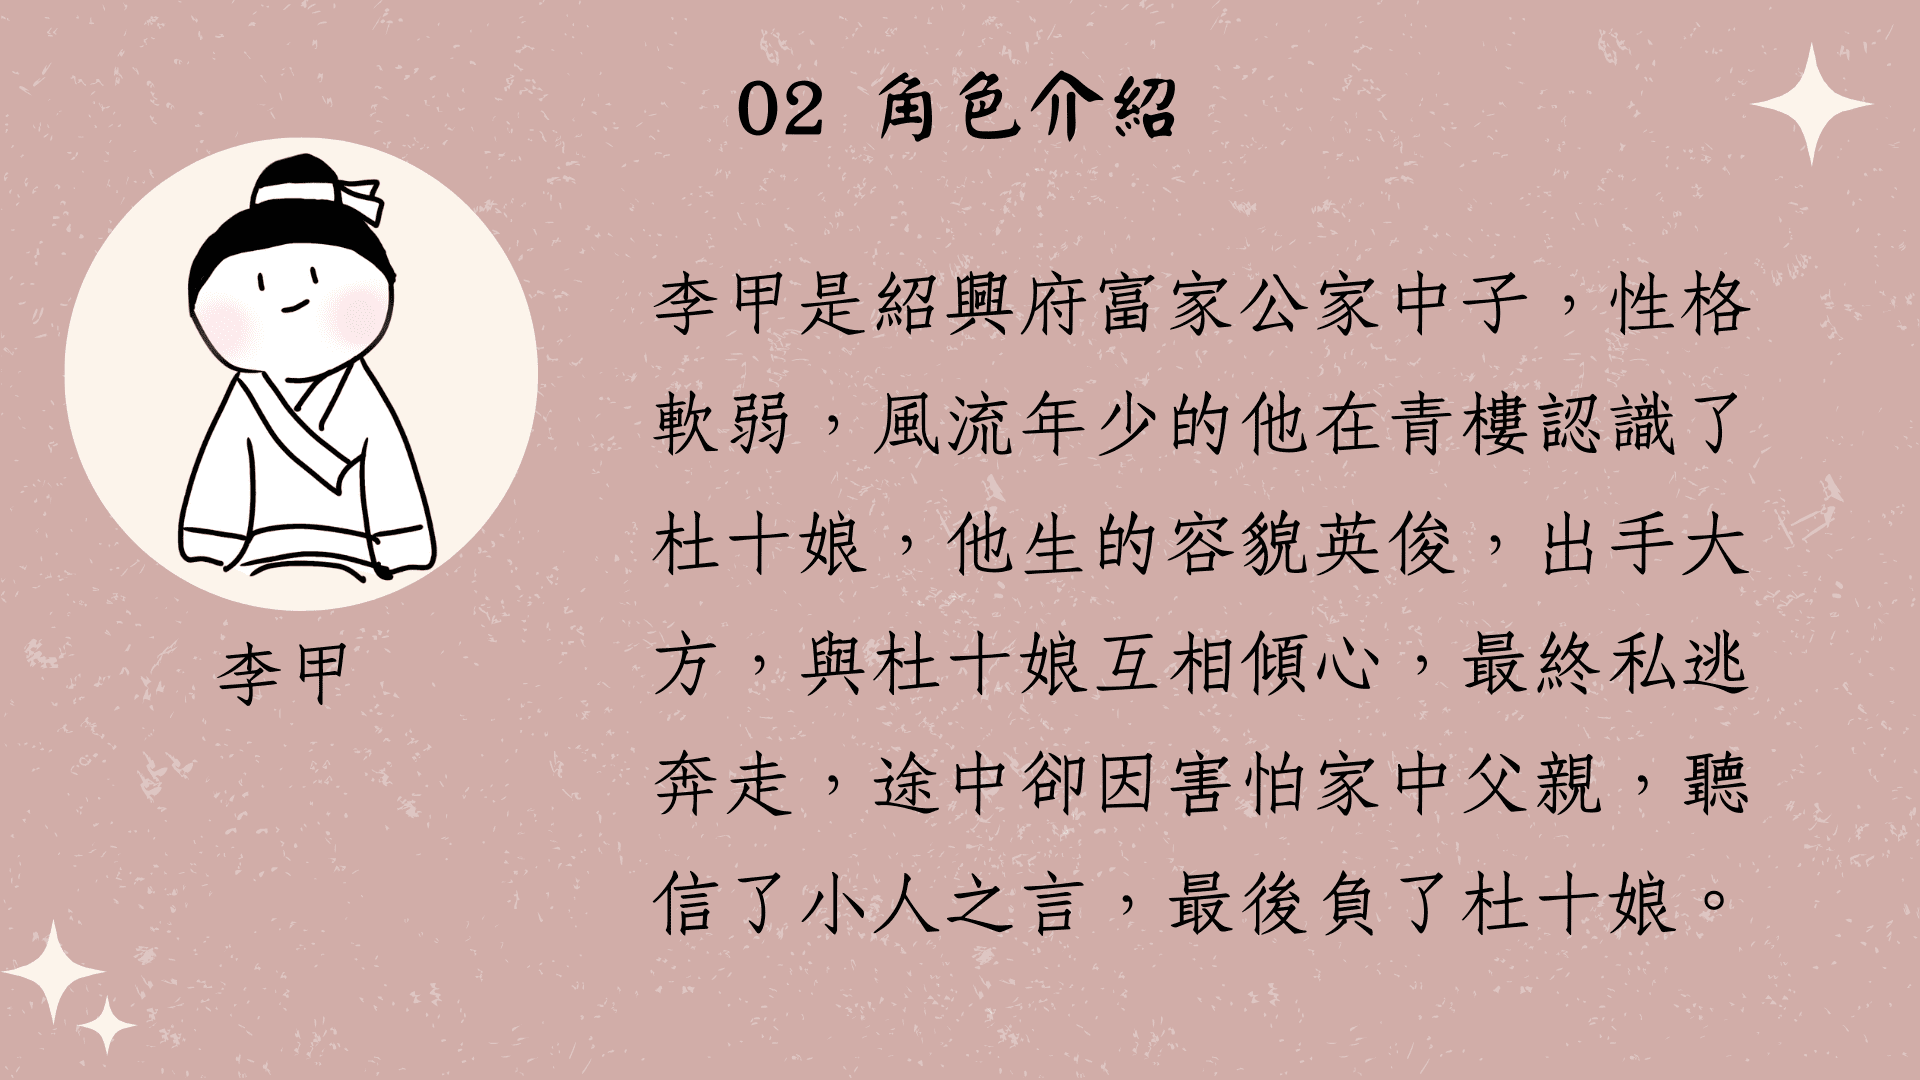 02 角色介紹
李甲是紹興府富家公家中子，性格
軟弱，風流年少的他在青樓認識了
杜十娘，他生的容貌英俊，出手大
方，與杜十娘互相傾心，最終私逃
奔走，途中卻因害怕家中父親，聽
信了小人之言，最後負了杜十娘。
李甲